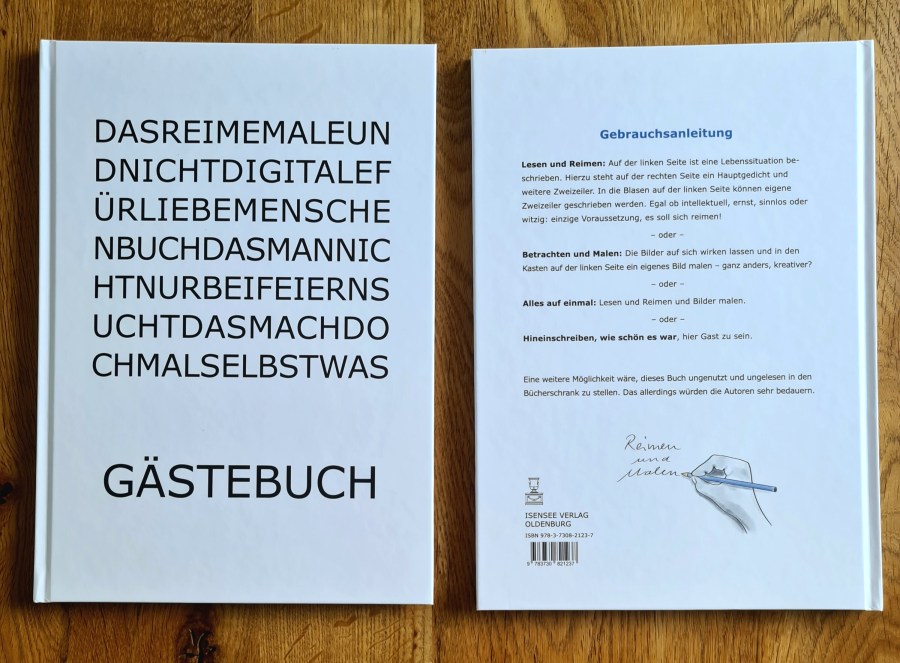 DASREIMEMALEUN
DNICHTDIGITALEF
ÜRLIEBEMENSCHE
NBUCHDASMANNIC
HTNURBEIFEIERNS
UCHTDASMACHDO
CHMALSELBSTWAS
GÄSTEBUCH
Gebrauchsanleitung
Lesen und Reimen: Auf der linken Seite ist eine Lebenssituation be-
schrieben. Hierzu steht auf der rechten Seite ein Hauptgedicht und
weitere Zweizeiler. In die Blasen auf der linken Seite können eigene
Zweizeiler geschrieben werden. Egal ob intellektuell, ernst, sinnlos oder
witzig: einzige Voraussetzung, es soll sich reimen!
– oder –
Betrachten und Malen: Die Bilder auf sich wirken lassen und in den
Kasten auf der linken Seite ein eigenes Bild malen – ganz anders, kreativer?
– oder –
Alles auf einmal: Lesen und Reimen und Bilder malen.
– oder –
Hineinschreiben, wie schön es war, hier Gast zu sein.
Eine weitere Möglichkeit wäre, dieses Buch ungenutzt und ungelesen in den
Bücherschrank zu stellen. Das allerdings würden die Autoren sehr bedauern.
Reimen
und
Malen
ISENSEE VERLAG
OLDENBURG
ISBN 978-3-7308-2123-7
9 783730 821237